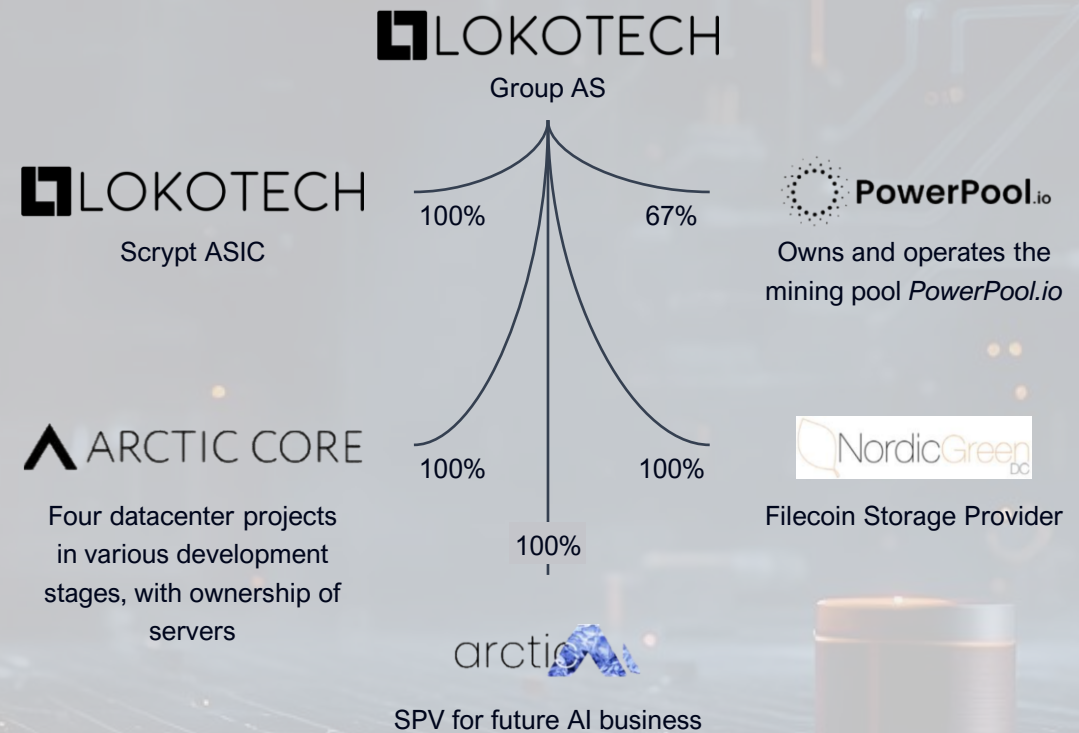 LOKOTECH
Group AS
LOKOTECH
Scrypt ASIC
100%
67%
PowerPool.io
Owns and operates the
mining pool PowerPool.io
ARCTIC CORE
Four datacenter projects
in various development
stages, with ownership of
servers
100%
100%
NordicGreen
DC
Filecoin Storage Provider
100%
arctic
SPV for future AI business